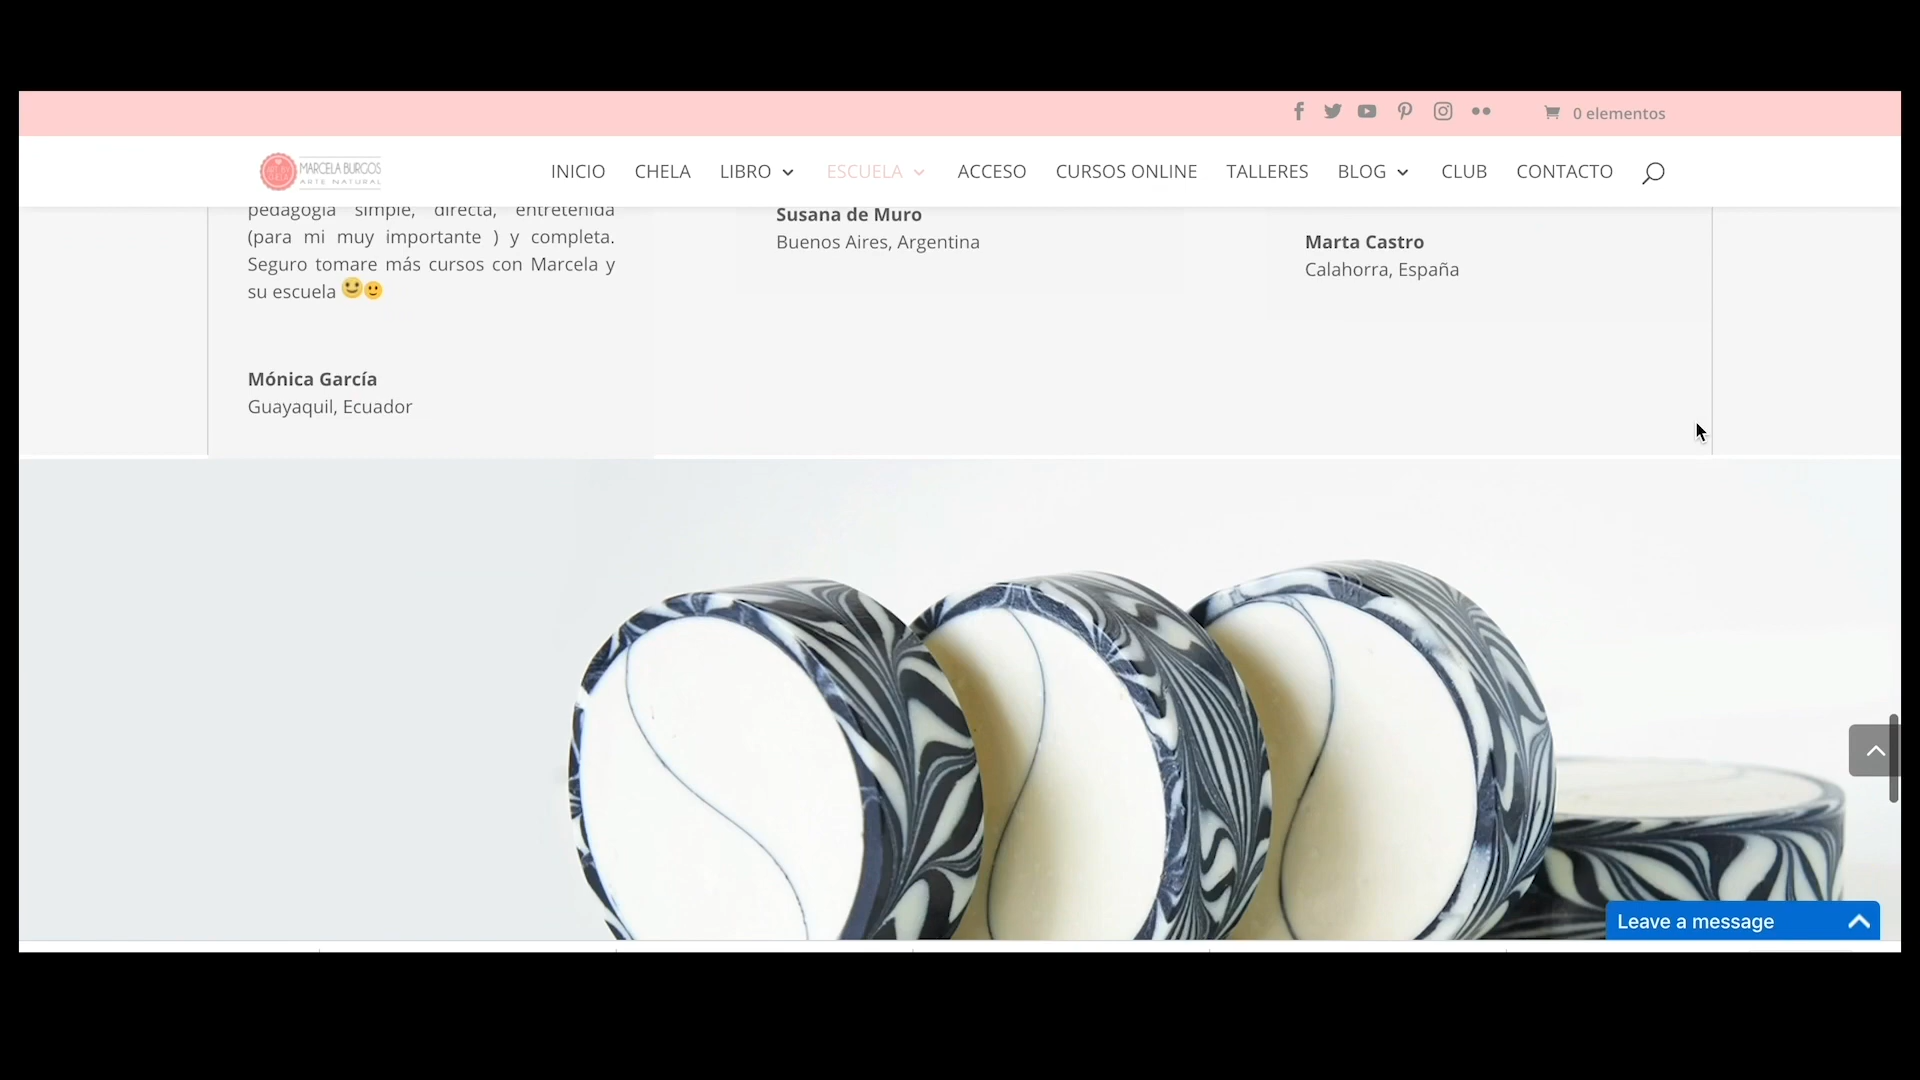 0 elementos
MARCELA BURGOS
ARTE NATURAL
INICIO CHELA LIBRO ESCUELA ACCESO CURSOS ONLINE TALLERES BLOG CLUB CONTACTO
pedagogía simple, directa, entretenida
(para mi muy importante ) y completa.
Seguro tomare más cursos con Marcela y
su escuela
Mónica García
Guayaquil, Ecuador
Susana de Muro
Buenos Aires, Argentina
Marta Castro
Calahorra, España
Leave a message